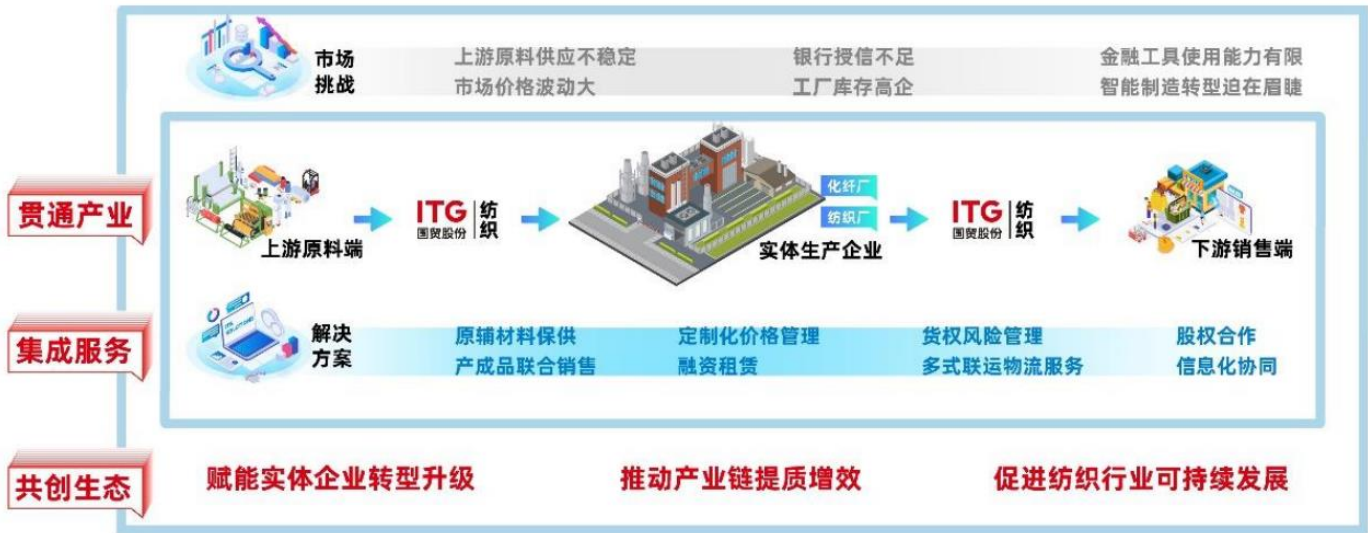 市场
挑战
上游原料供应不稳定
银行授信不足
金融工具使用能力有限
市场价格波动大
工厂库存高企
智能制造转型迫在眉睫
贯通产业
上游原料端
ITG
国贸股份
纺织
化纤厂
纺织厂
实体生产企业
ITG
国贸股份
纺织
下游销售端
集成服务
解决
方案
原辅材料保供
定制化价格管理
货权风险管理
股权合作
产成品联合销售
融资租赁
多式联运物流服务
信息化协同
共创生态
赋能实体企业转型升级
推动产业链提质增效
促进纺织行业可持续发展